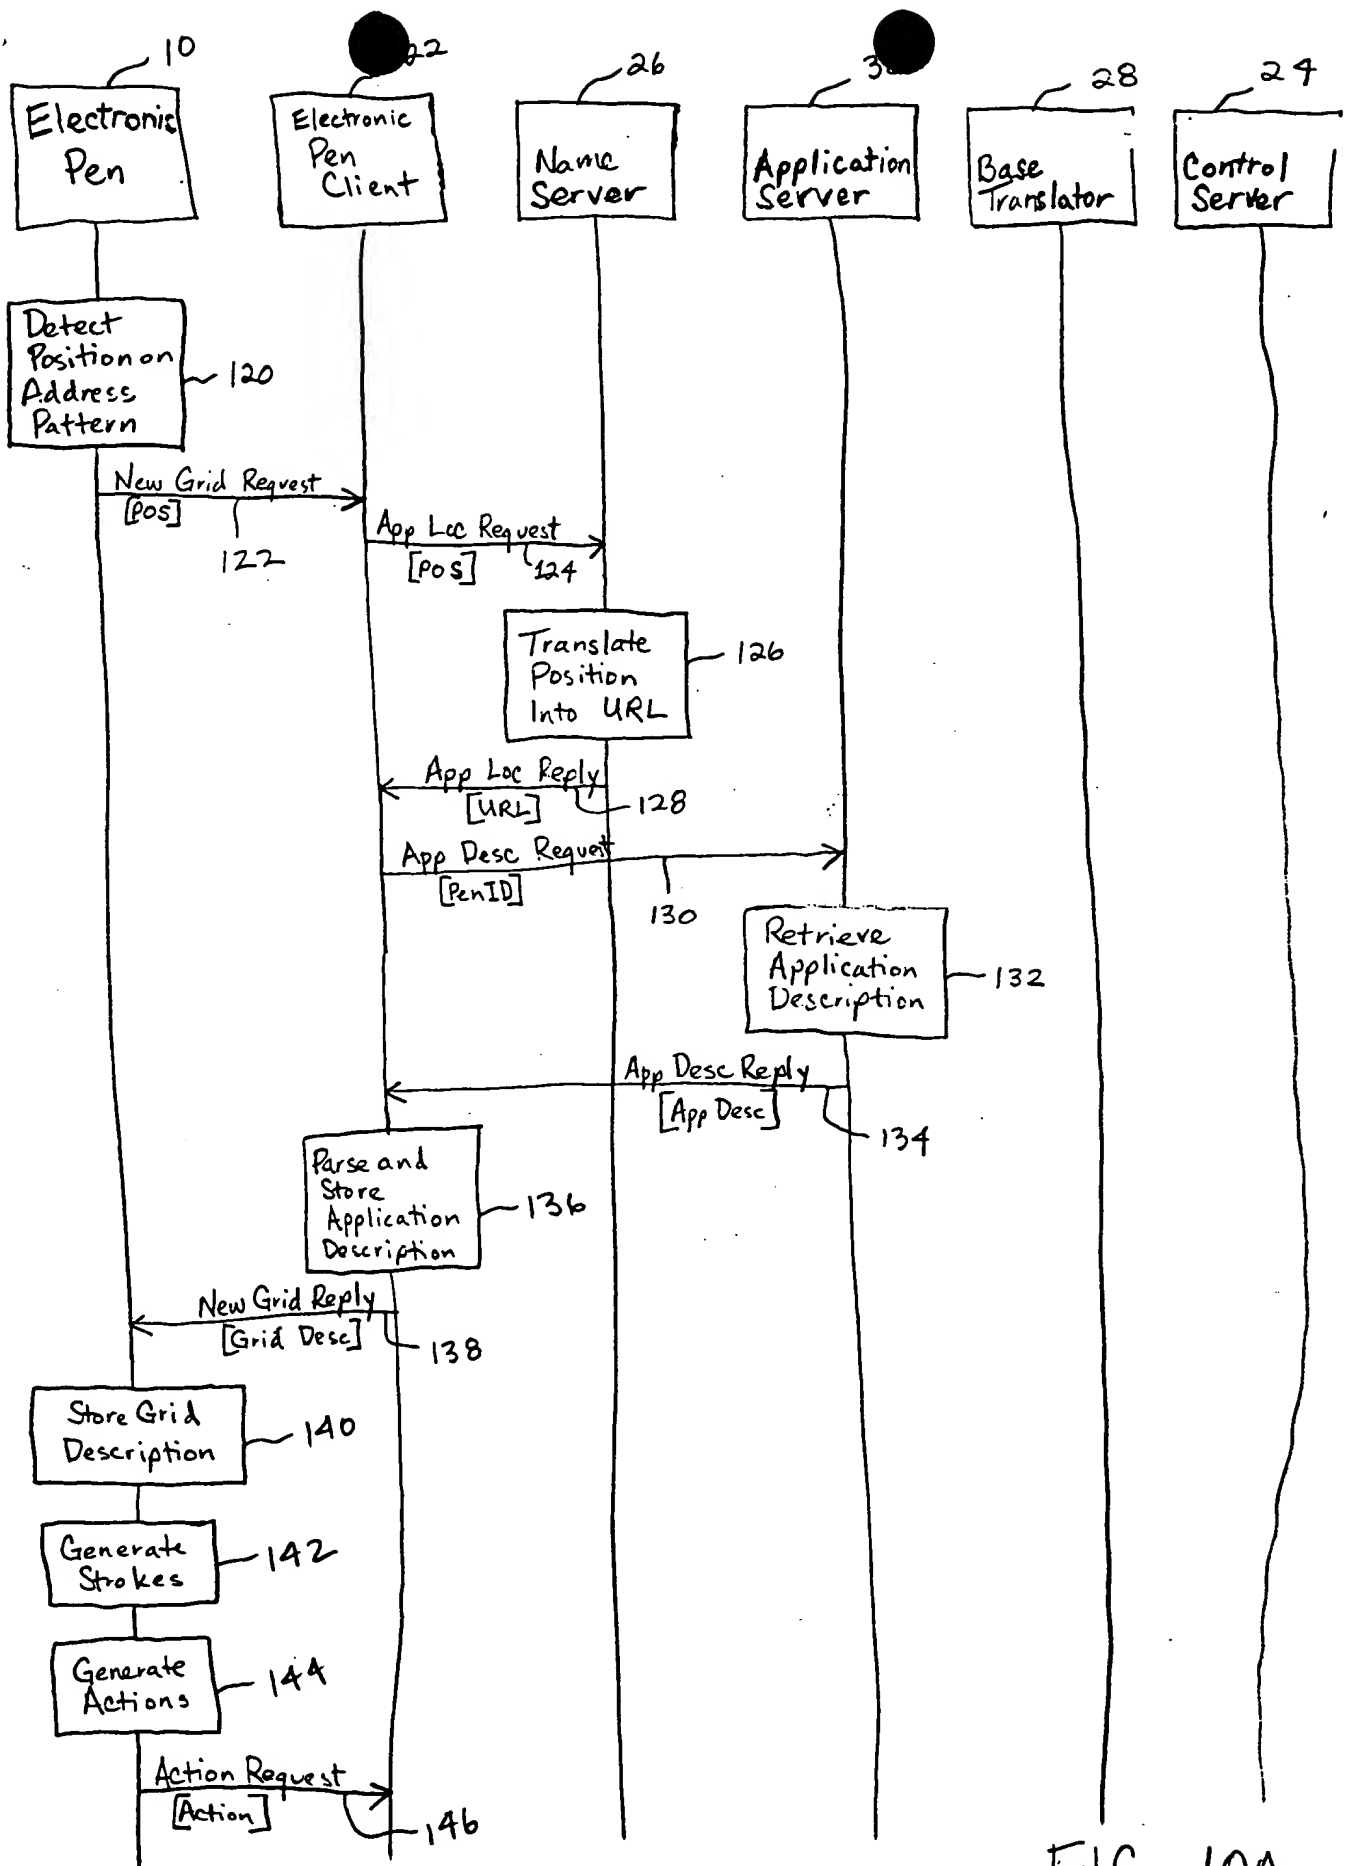 10
22
26
28
24
Electronic
Pen
Electronic
Pen
Client
Name
Server
Application
Server
Base
Translator
Control
Server
Detect
Position on
Address
Pattern
120
New Grid Request
[POS]
122
App Loc Request
[POS]
124
Translate
Position
Into URL
126
App Loc Reply
[URL]
128
App Desc Request
[PenID]
130
Retrieve
Application
Description
132
App Desc Reply
[App Desc]
134
Parse and
Store
Application
Description
136
New Grid Reply
[Grid Desc]
138
Store Grid
Description
140
Generate
Strokes
142
Generate
Actions
144
Action Request
[Action]
146
FIG. 10A